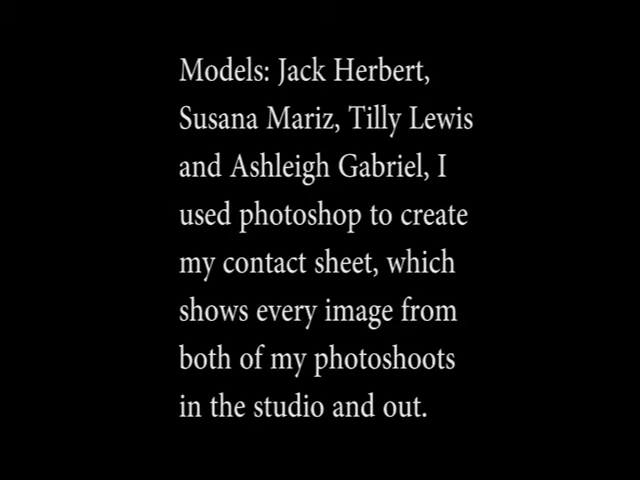 Models: Jack Herbert,
Susana Mariz, Tilly Lewis
and Ashleigh Gabriel, I
used photoshop to create
my contact sheet, which
shows every image from
both of my photoshoots
in the studio and out.